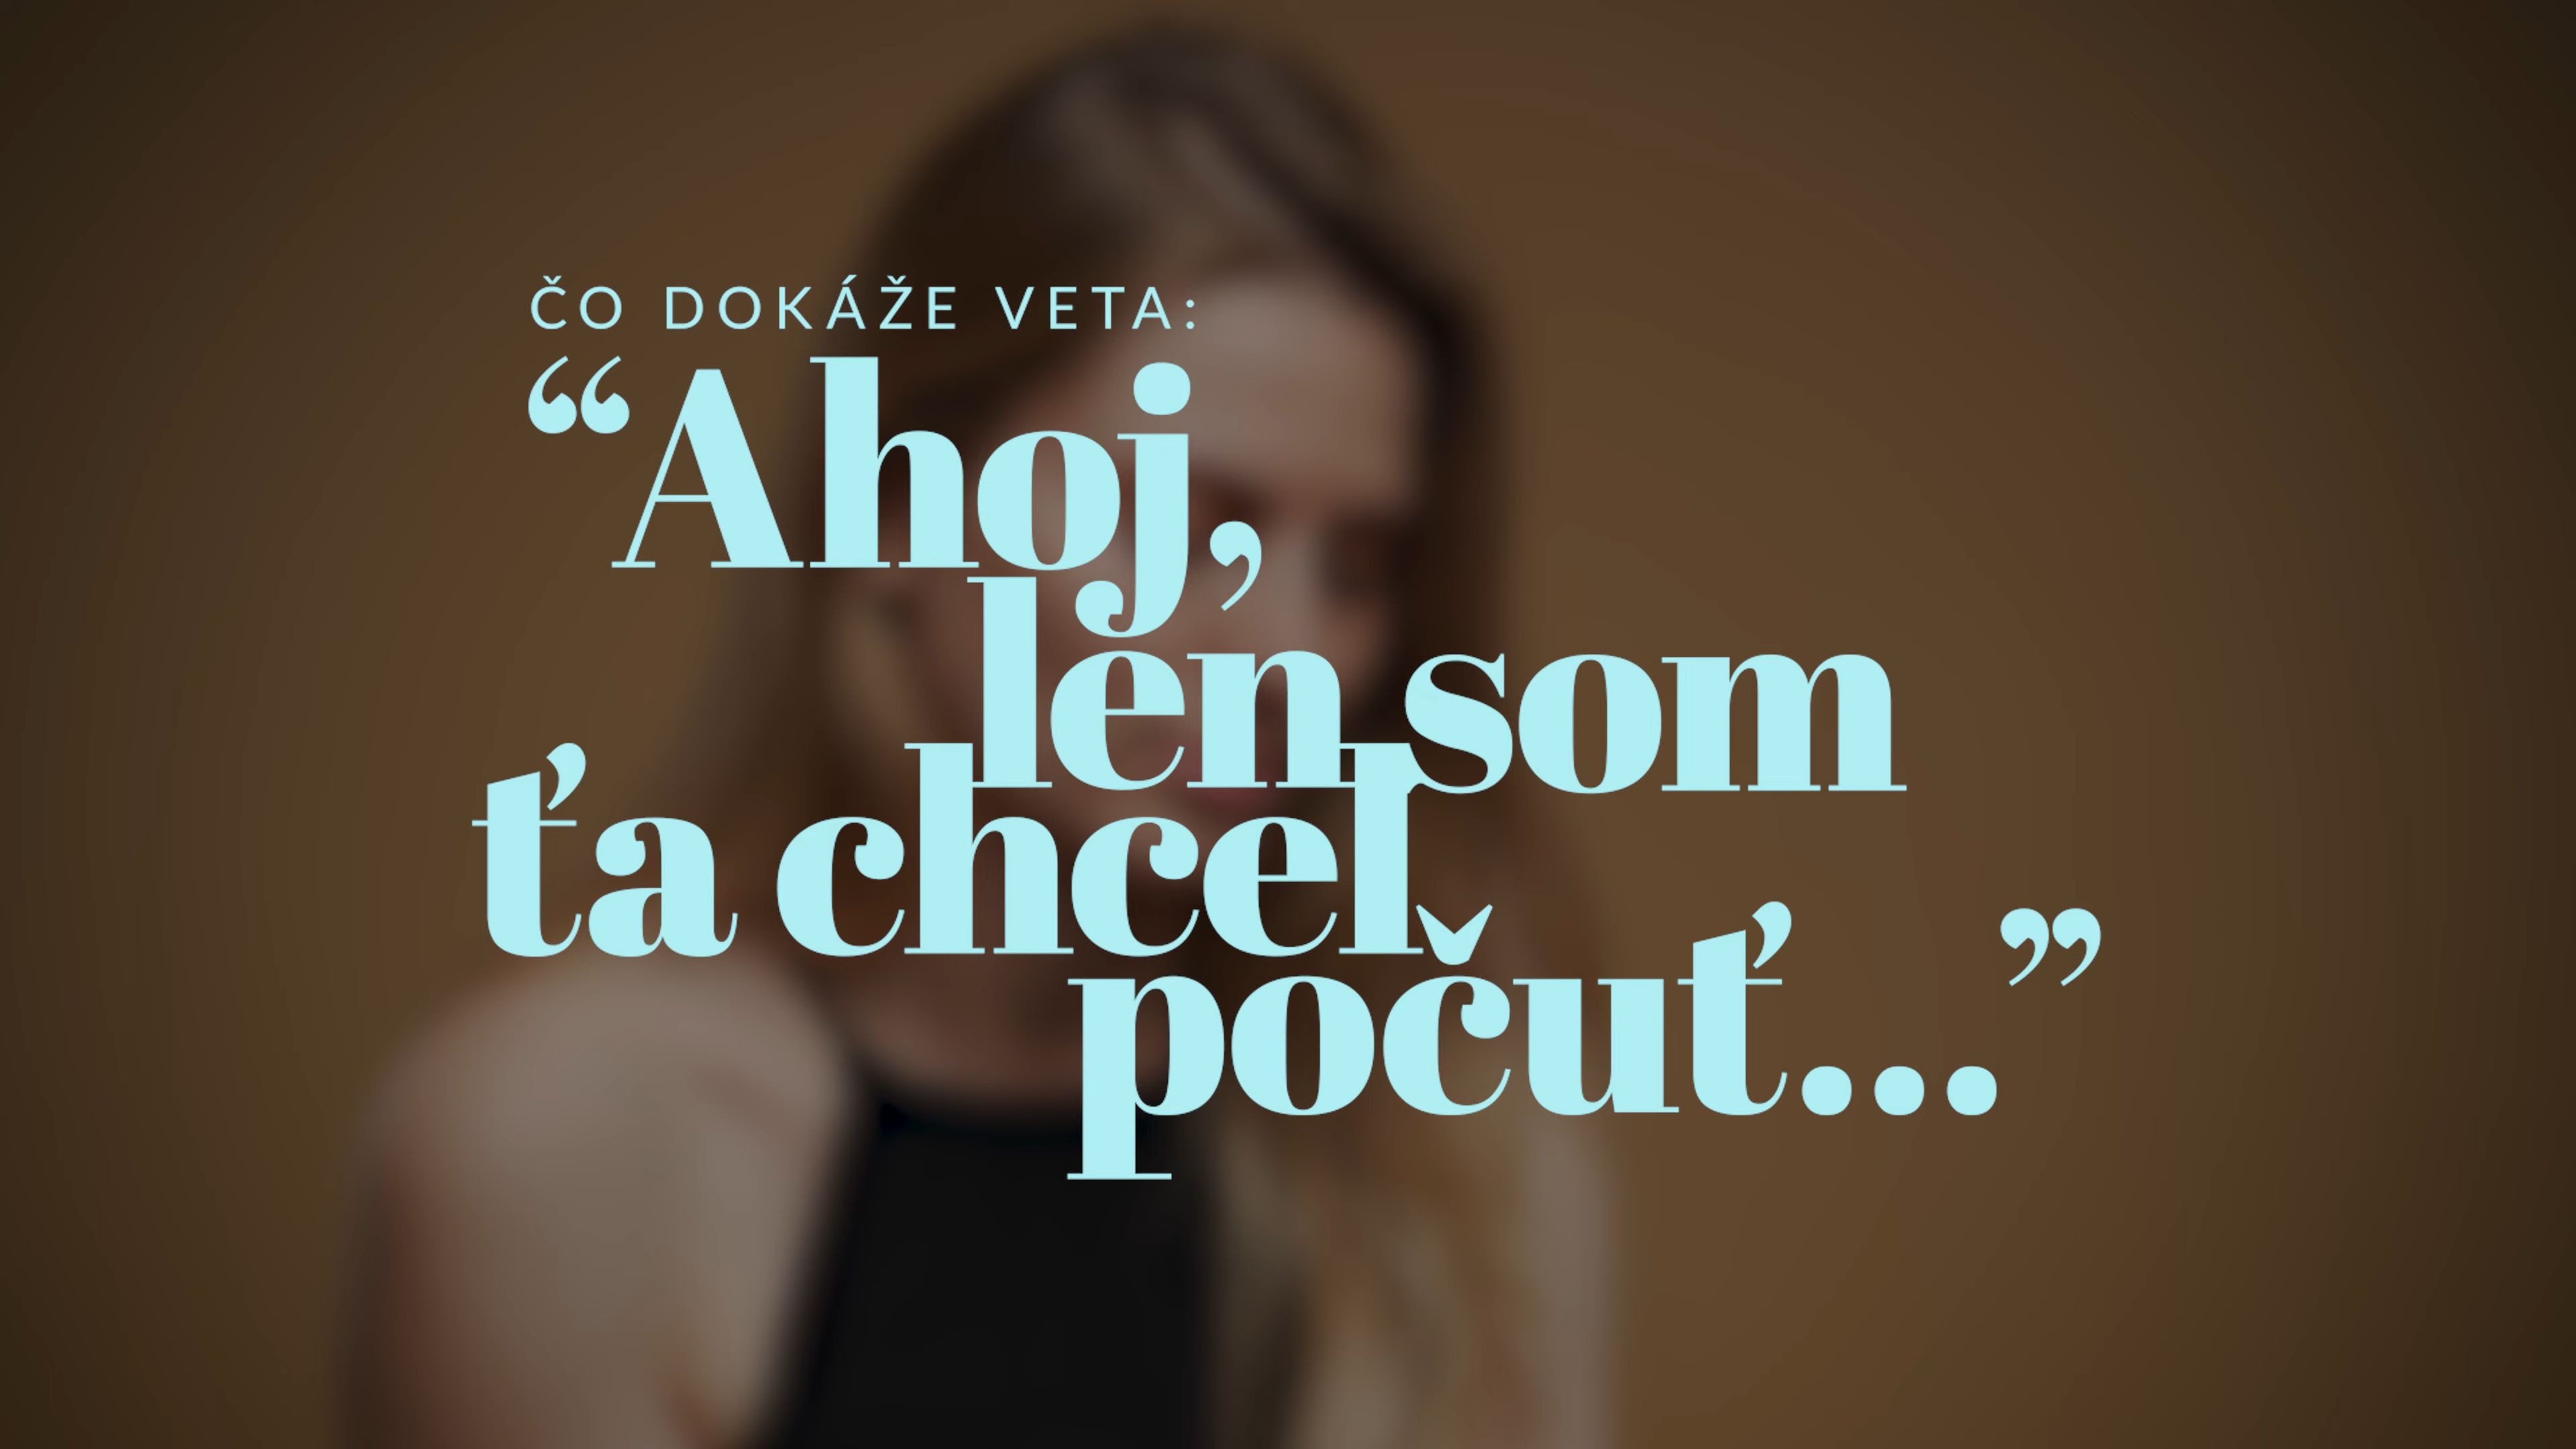 ČO DOKÁŽE VETA:
“Ahoj,
len som
ťa chcel
počuť...”